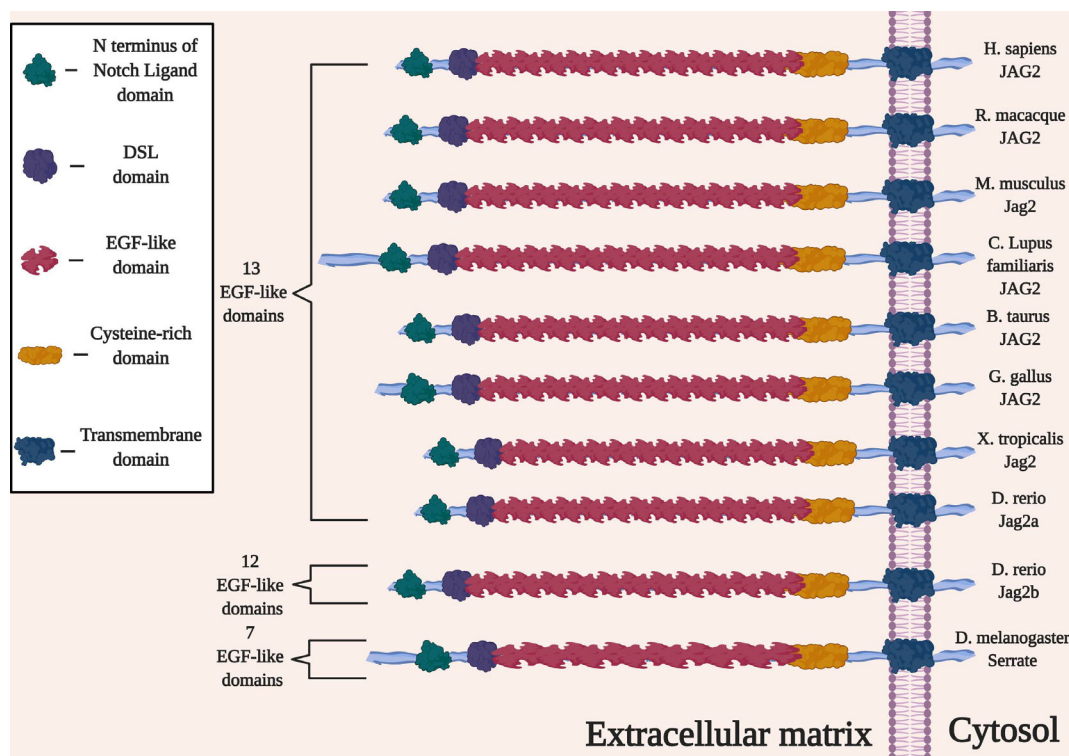 N terminus of
Notch Ligand
domain
DSL
domain
EGF-like
domain
Cysteine-rich
domain
Transmembrane
domain
13
EGF-like
domains
12
EGF-like
domains
7
EGF-like
domains
H. sapiens
JAG2
R. macacque
JAG2
M. musculus
Jag2
C. Lupus
familiaris
JAG2
B. taurus
JAG2
G. gallus
JAG2
X. tropicalis
Jag2
D. rerio
Jag2a
D. rerio
Jag2b
D. melanogaster
Serrate
Extracellular matrix
Cytosol